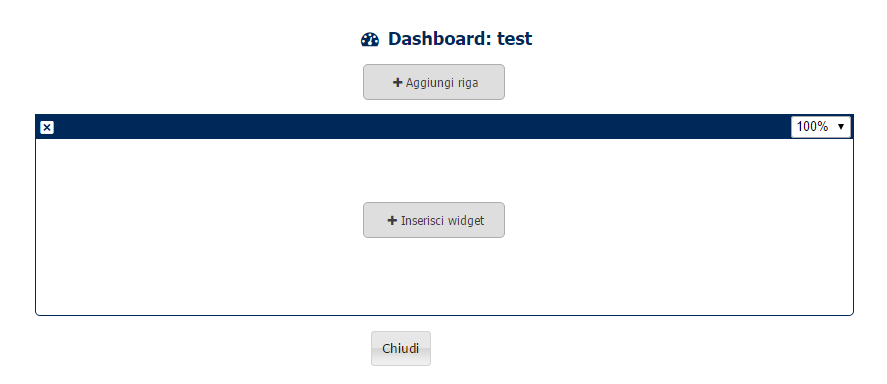 Dashboard: test
Aggiungi riga
100%
Inserisci widget
Chiudi